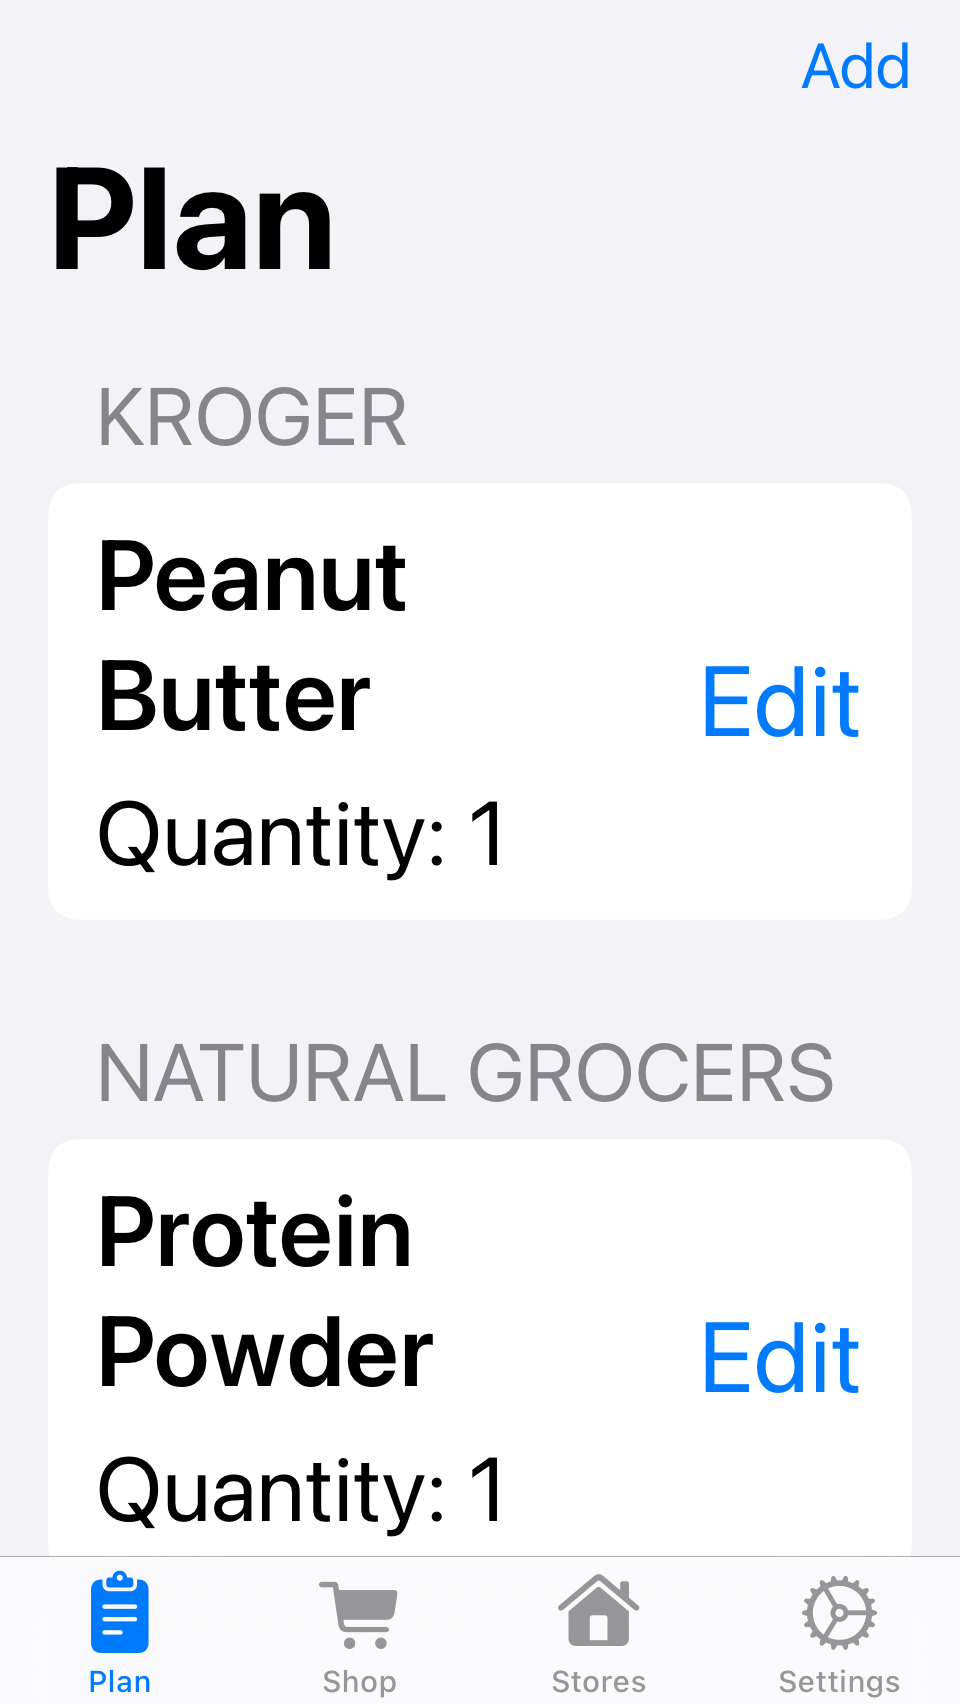 Add
Plan
KROGER
Peanut
Butter
Edit
Quantity: 1
NATURAL GROCERS
Protein
Powder
Edit
Quantity: 1
Plan
Shop
Stores
Settings